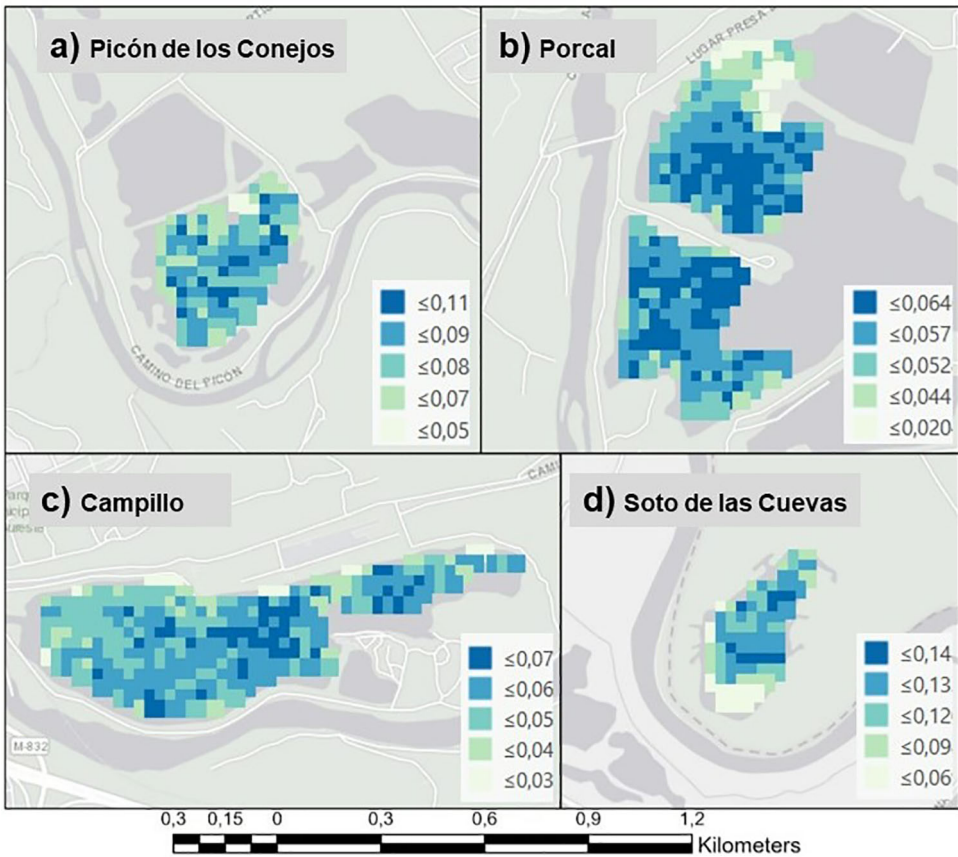 a) Picón de los Conejos
≤0,11
≤0,09
≤0,08
≤0,07
≤0,05
CAMINO DEL PICÓN
b) Porcal
LUGAR PRESA
≤0,064
≤0,057
≤0,052
≤0,044
≤0,020
c) Campillo
M-832
≤0,07
≤0,06
≤0,05
≤0,04
≤0,03
d) Soto de las Cuevas
≤0,14
≤0,13
≤0,12
≤0,09
≤0,06
0,3 0,15 0 0,3 0,6 0,9 1,2
Kilometers